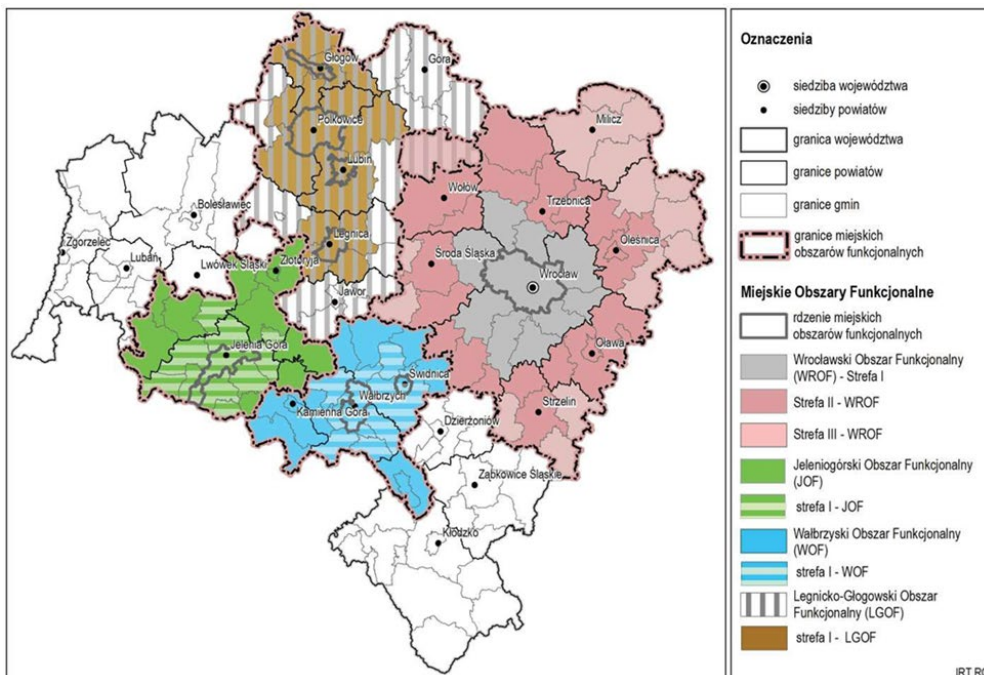 Głogów
Góra
Polkowice
Milicz
Lubin
Wołów
Trzebnica
Bolesławiec
Legnica
Oleśnica
Zgorzelec
Środa Śląska
Lubań
Lwówek Śląski
Złotoryja
Wrocław
Jawor
Jelenia Góra
Oława
Świdnica
Wałbrzych
Kamienna Góra
Strzelin
Dzierżoniów
Ząbkowice Śląskie
Kłodzko
Oznaczenia
siedziba województwa
siedziby powiatów
granica województwa
granice powiatów
granice gmin
granice miejskich
obszarów funkcjonalnych
Miejskie Obszary Funkcjonalne
rdzenie miejskich
obszarów funkcjonalnych
Wrocławski Obszar Funkcjonalny
(WROF) - Strefa I
Strefa II - WROF
Strefa III - WROF
Jeleniogórski Obszar Funkcjonalny
(JOF)
strefa I - JOF
Wałbrzyski Obszar Funkcjonalny
(WOF)
strefa I - WOF
Legnicko-Głogowski Obszar
Funkcjonalny (LGOF)
strefa I - LGOF